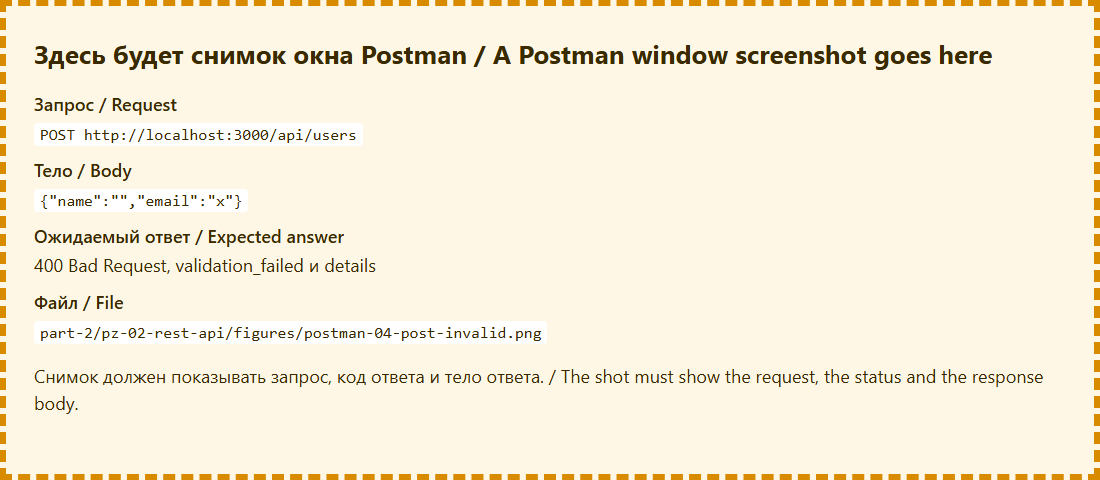 Здесь будет снимок окна Postman / A Postman window screenshot goes here
Запрос / Request
POST http://localhost:3000/api/users
Тело / Body
{"name":"","email":"x"}
Ожидаемый ответ / Expected answer
400 Bad Request, validation_failed и details
Файл / File
part-2/pz-02-rest-api/figures/postman-04-post-invalid.png
Снимок должен показывать запрос, код ответа и тело ответа. / The shot must show the request, the status and the response
body.